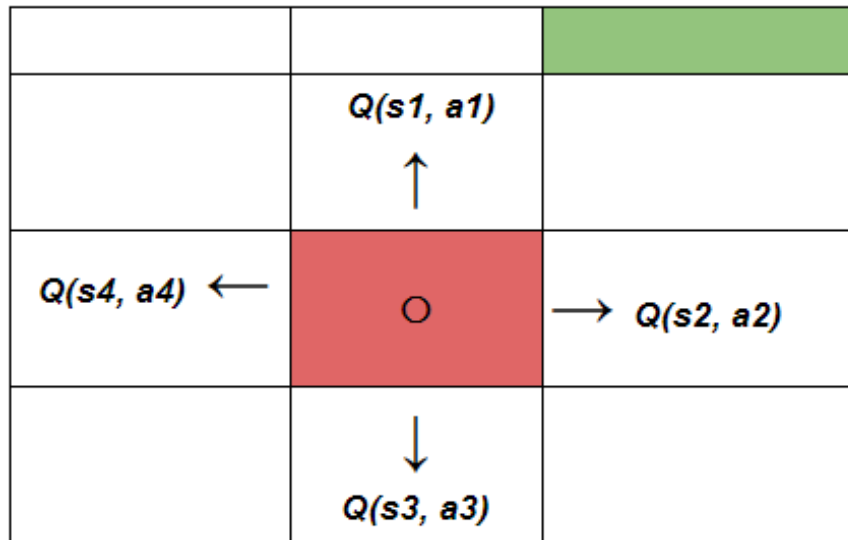 Q(s1, a1)
Q(s4, a4)
Q(s2, a2)
Q(s3, a3)